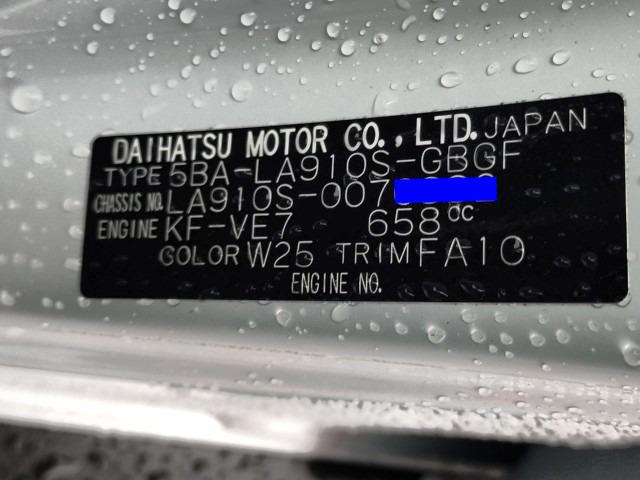 DAIHATSU MOTOR CO., LTD. JAPAN
TYPE 5BA-LA910S-GBGF
CHASSIS NO. LA910S-007
ENGINE KF-VE7 658cc
COLOR W25 TRIM FA10
ENGINE NO.